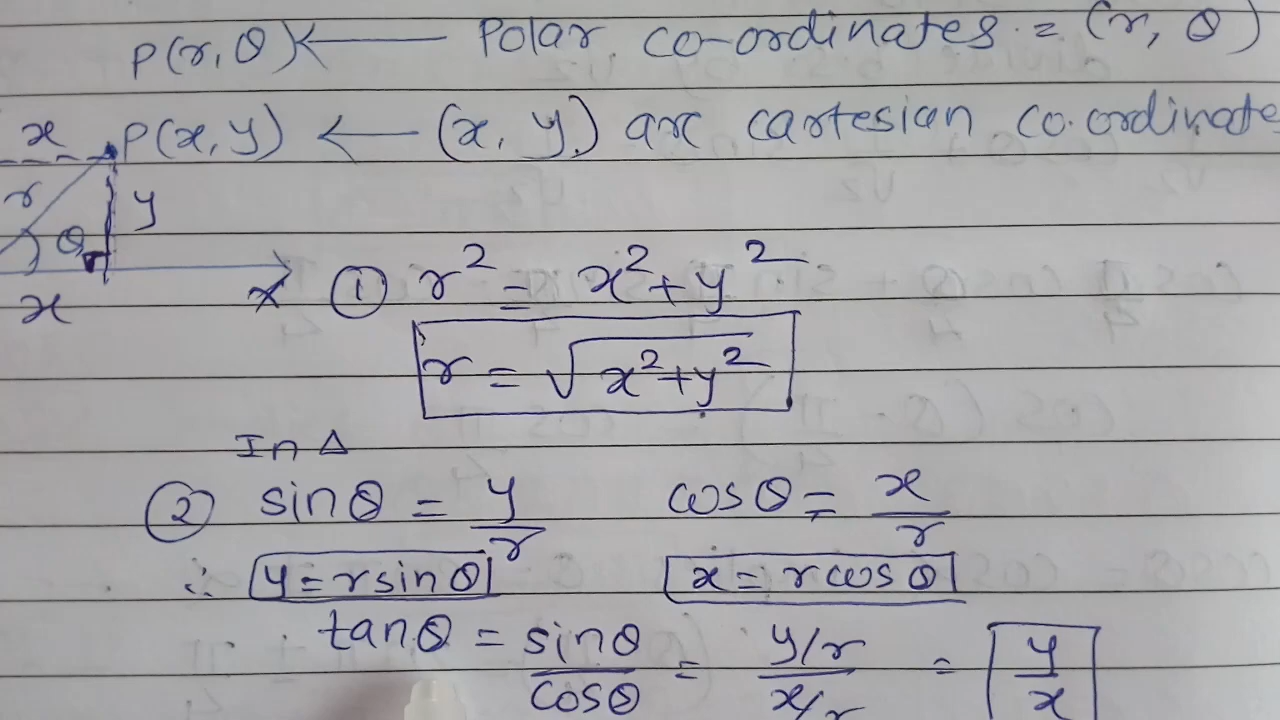 P(r, θ) ← Polar co-ordinates = (r, θ)
x P(x, y) ← (x, y) are cartesian co.ordinate
r y
θ
x x ① r² = x² + y²
r = √x² + y²
In Δ
② sin θ = y/r cos θ = x/r
∴ y = r sin θ x = r cos θ
tan θ = sin θ/cos θ = y/r / x/r = y/x